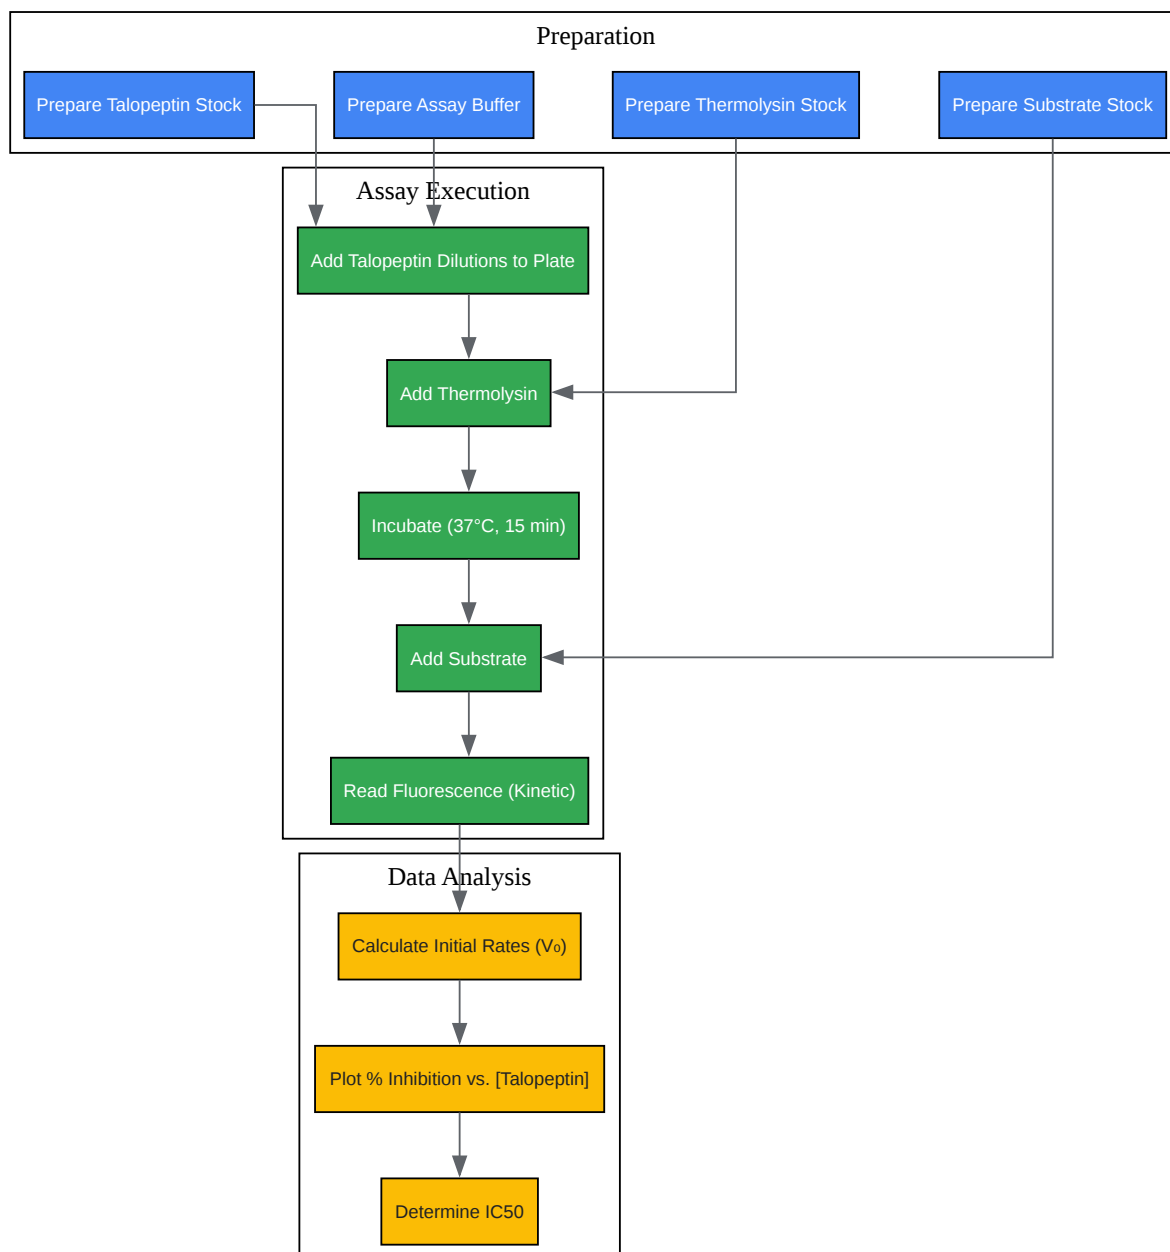 Preparation
Prepare Talopeptin Stock
Prepare Assay Buffer
Prepare Thermolysin Stock
Prepare Substrate Stock
Assay Execution
Add Talopeptin Dilutions to Plate
Add Thermolysin
Incubate (37°C, 15 min)
Add Substrate
Read Fluorescence (Kinetic)
Data Analysis
Calculate Initial Rates (V₀)
Plot % Inhibition vs. [Talopeptin]
Determine IC50